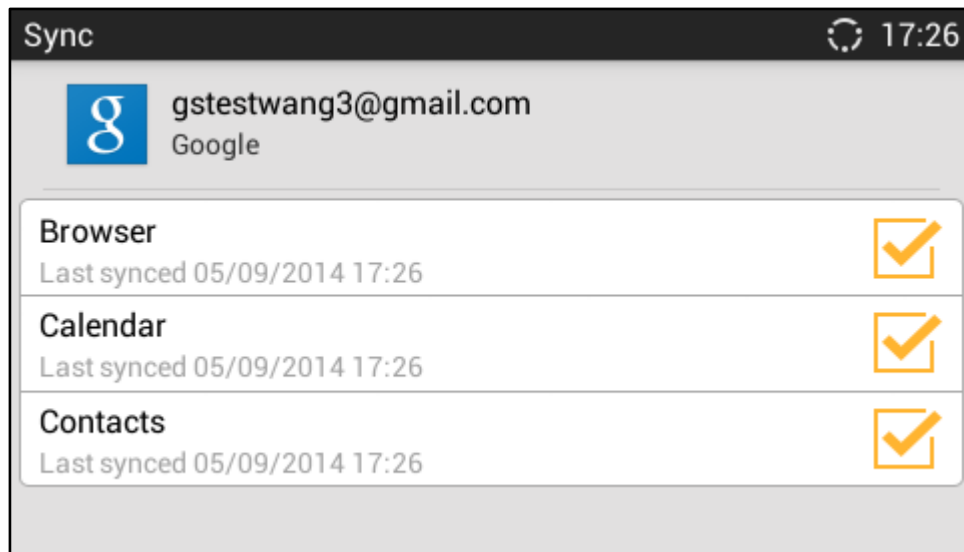 Sync 17:26
g gstestwang3@gmail.com
Google
Browser
Last synced 05/09/2014 17:26
Calendar
Last synced 05/09/2014 17:26
Contacts
Last synced 05/09/2014 17:26